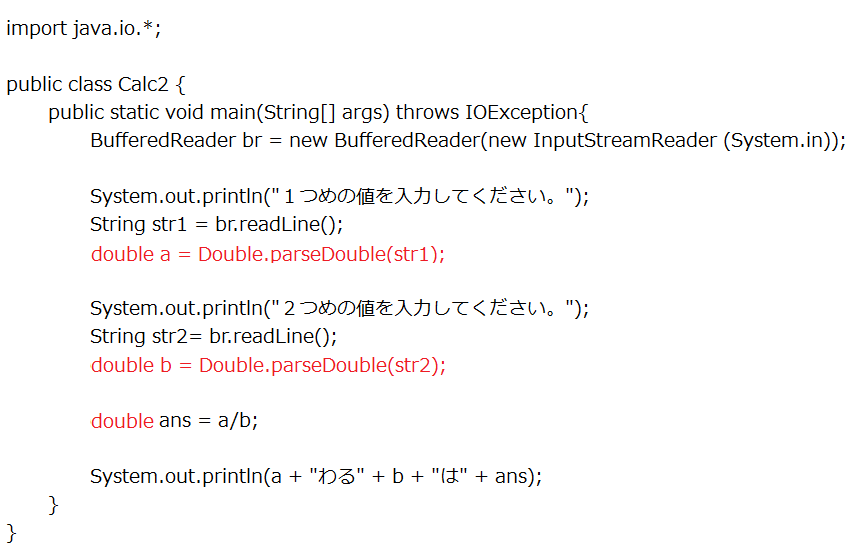 import java.io.*;
public class Calc2 {
public static void main(String[] args) throws IOException{
BufferedReader br = new BufferedReader(new InputStreamReader (System.in));
System.out.println("１つめの値を入力してください。");
String str1 = br.readLine();
double a = Double.parseDouble(str1);
System.out.println("２つめの値を入力してください。");
String str2= br.readLine();
double b = Double.parseDouble(str2);
double ans = a/b;
System.out.println(a + "わる" + b + "は" + ans);
}
}